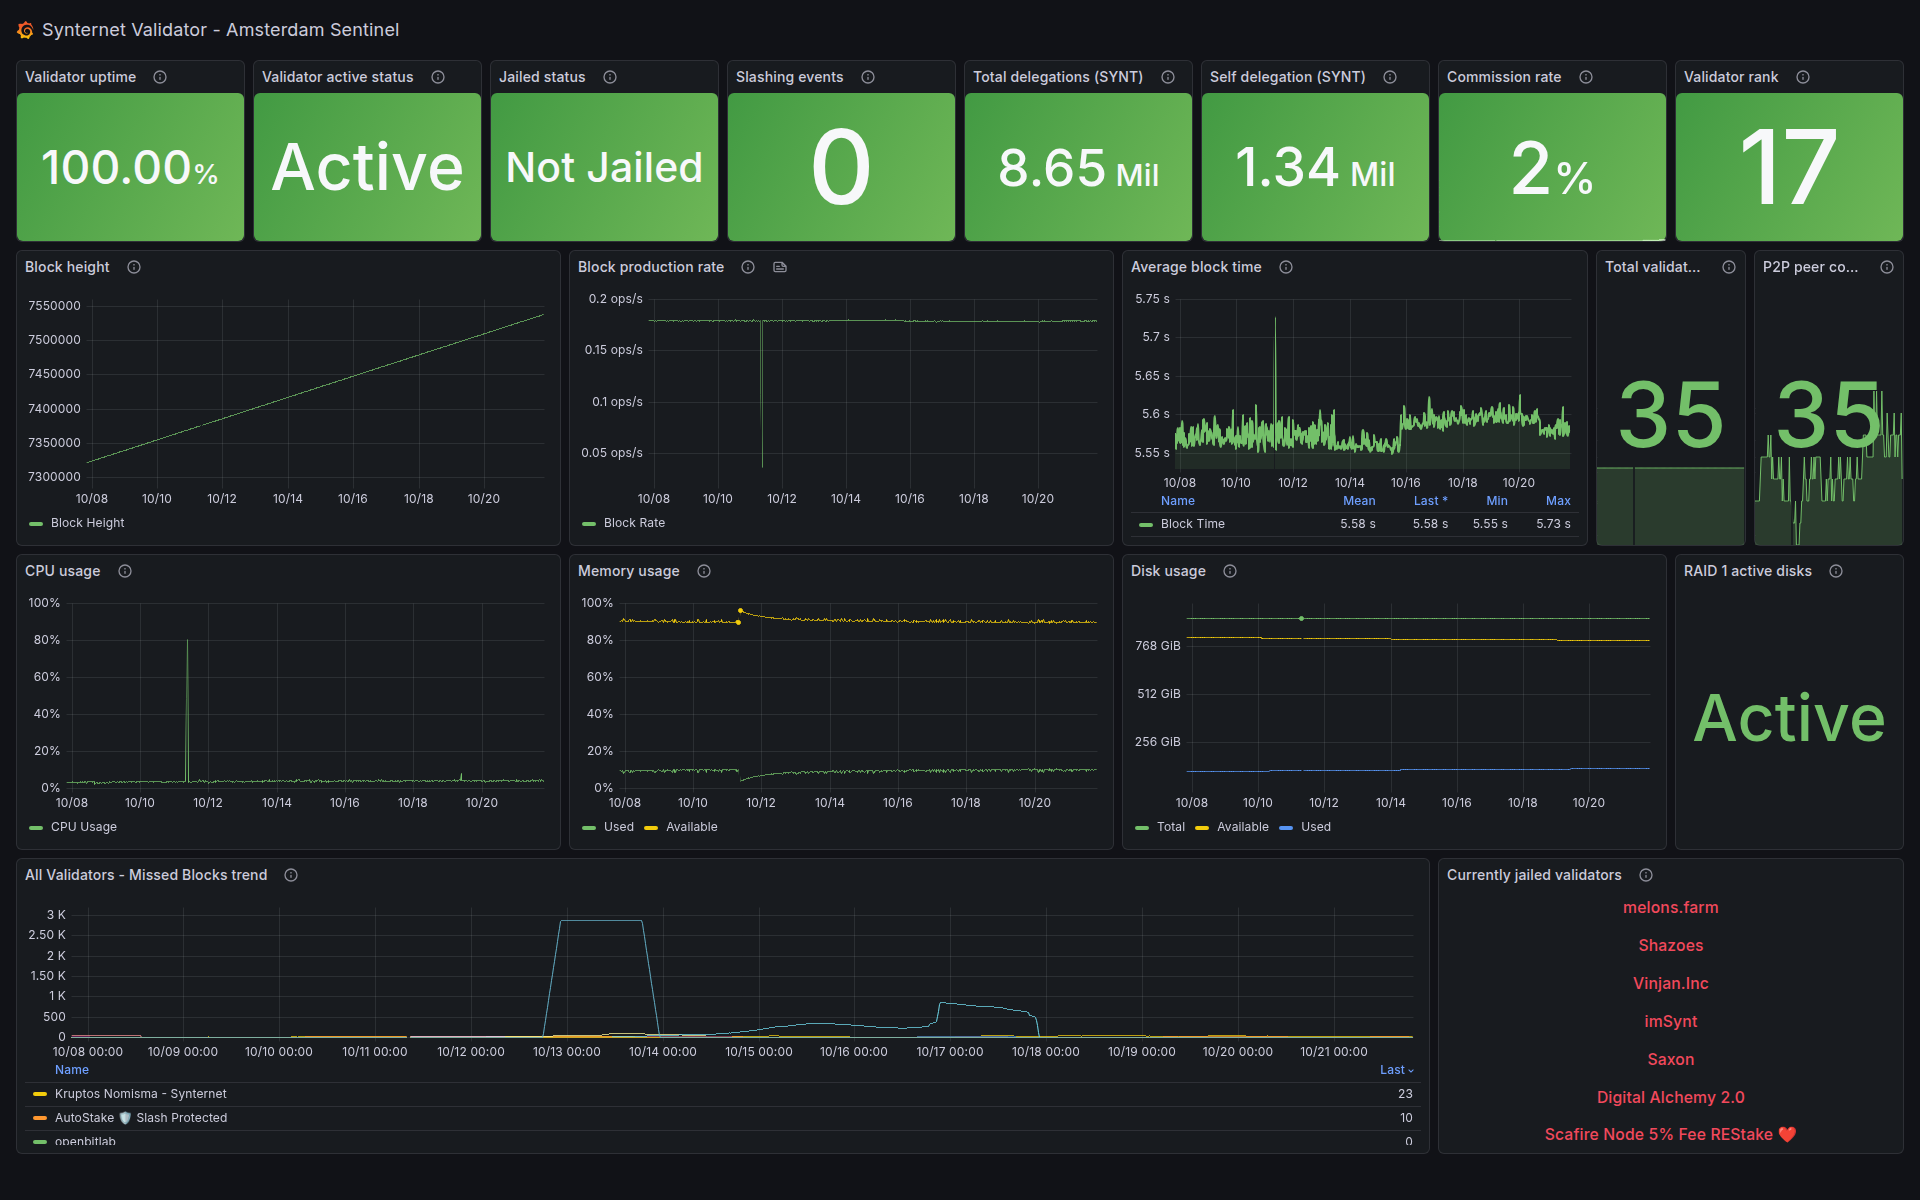 Synternet Validator - Amsterdam Sentinel
Validator uptime
Validator active status
Jailed status
Slashing events
Total delegations (SYNT)
Self delegation (SYNT)
Commission rate
Validator rank
100.00%
Active
Not Jailed
0
8.65 Mil
1.34 Mil
2%
17
Block height
7550000
7500000
7450000
7400000
7350000
7300000
10/08 10/10 10/12 10/14 10/16 10/18 10/20
Block Height
Block production rate
0.2 ops/s
0.15 ops/s
0.1 ops/s
0.05 ops/s
10/08 10/10 10/12 10/14 10/16 10/18 10/20
Block Rate
Average block time
5.75 s
5.7 s
5.65 s
5.6 s
5.55 s
10/08 10/10 10/12 10/14 10/16 10/18 10/20
Name Mean Last * Min Max
Block Time 5.58 s 5.58 s 5.55 s 5.73 s
Total validat...
35
P2P peer co...
35
CPU usage
100%
80%
60%
40%
20%
0%
10/08 10/10 10/12 10/14 10/16 10/18 10/20
CPU Usage
Memory usage
100%
80%
60%
40%
20%
0%
10/08 10/10 10/12 10/14 10/16 10/18 10/20
Used Available
Disk usage
768 GiB
512 GiB
256 GiB
10/08 10/10 10/12 10/14 10/16 10/18 10/20
Total Available Used
RAID 1 active disks
Active
All Validators - Missed Blocks trend
3 K
2.50 K
2 K
1.50 K
1 K
500
0
10/08 00:00 10/09 00:00 10/10 00:00 10/11 00:00 10/12 00:00 10/13 00:00 10/14 00:00 10/15 00:00 10/16 00:00 10/17 00:00 10/18 00:00 10/19 00:00 10/20 00:00 10/21 00:00
Name Last
Kruptos Nomisma - Synternet 23
AutoStake 🛡️ Slash Protected 10
openbitlab 0
Currently jailed validators
melons.farm
Shazoes
Vinjan.Inc
imSynt
Saxon
Digital Alchemy 2.0
Scafire Node 5% Fee REStake ❤️